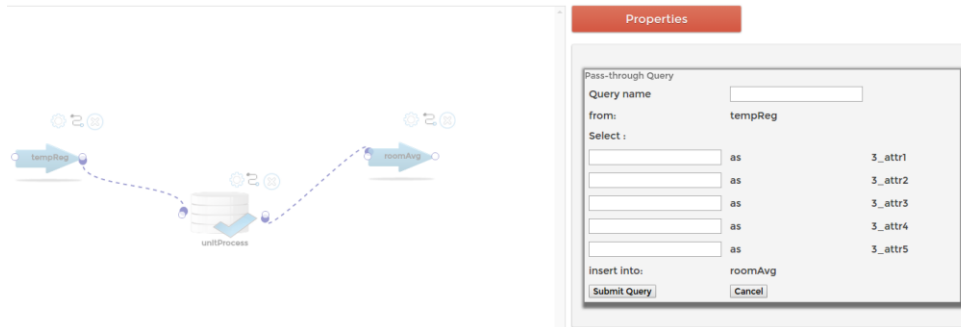 tempReg
roomAvg
unitProcess
Properties
Pass-through Query
Query name
from: tempReg
Select :
as 3_attr1
as 3_attr2
as 3_attr3
as 3_attr4
as 3_attr5
insert into: roomAvg
Submit Query Cancel